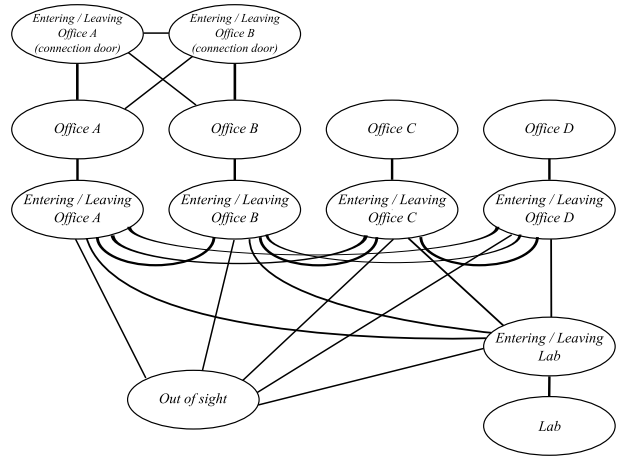 Entering / Leaving
Office A
(connection door)
Entering / Leaving
Office B
(connection door)
Office A
Office B
Office C
Office D
Entering / Leaving
Office A
Entering / Leaving
Office B
Entering / Leaving
Office C
Entering / Leaving
Office D
Entering / Leaving
Lab
Out of sight
Lab